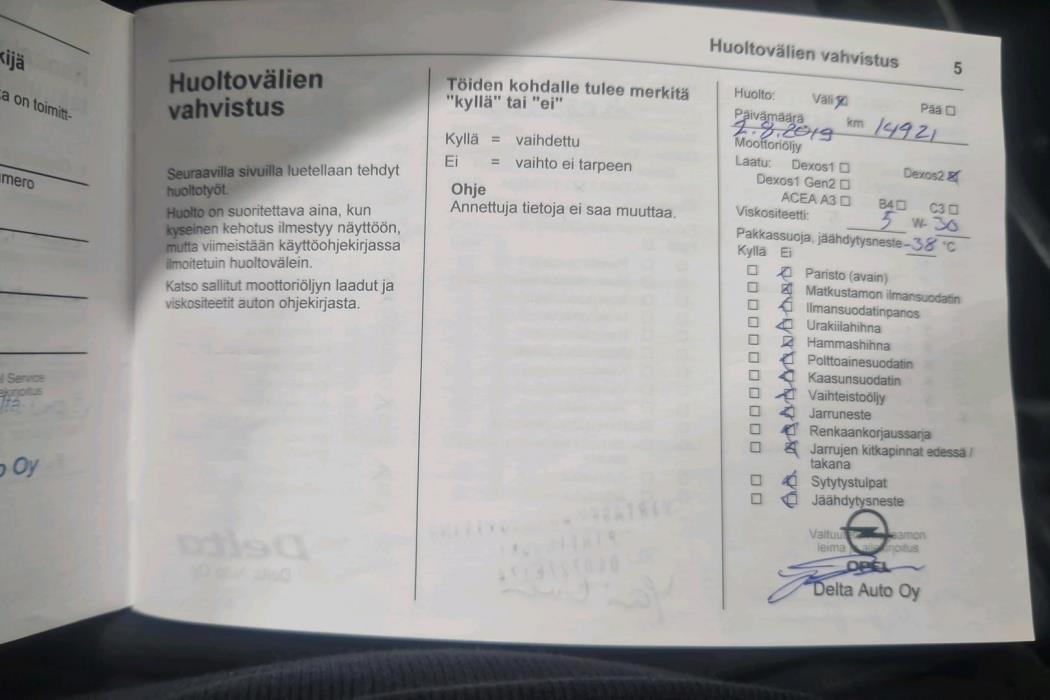 kijä
a on toimitt-
mero
l Service
o Oy
Huoltovälien
vahvistus
Seuraavilla sivuilla luetellaan tehdyt
huoltotyöt.
Huolto on suoritettava aina, kun
kyseinen kehotus ilmestyy näyttöön,
mutta viimeistään käyttöohjekirjassa
ilmoitetuin huoltovälein.
Katso sallitut moottoriöljyn laadut ja
viskositeetit auton ohjekirjasta.
Töiden kohdalle tulee merkitä
"kyllä" tai "ei"
Kyllä = vaihdettu
Ei = vaihto ei tarpeen
Ohje
Annettuja tietoja ei saa muuttaa.
Huoltovälien vahvistus 5
Huolto: Väli Pää
Päivämäärä km 14921
2.8.2019
Moottoriöljy
Laatu: Dexos1 Dexos2
Dexos1 Gen2
ACEA A3 B4 C3
Viskositeetti: 5 W- 30
Pakkassuoja, jäähdytysneste -38 °C
Kyllä Ei
Paristo (avain)
Matkustamon ilmansuodatin
Ilmansuodatinpanos
Urakiilahihna
Hammashihna
Polttoainesuodatin
Kaasunsuodatin
Vaihteistoöljy
Jarruneste
Renkaankorjaussarja
Jarrujen kitkapinnat edessä /
takana
Sytytystulpat
Jäähdytysneste
leima
OPEL
Delta Auto Oy